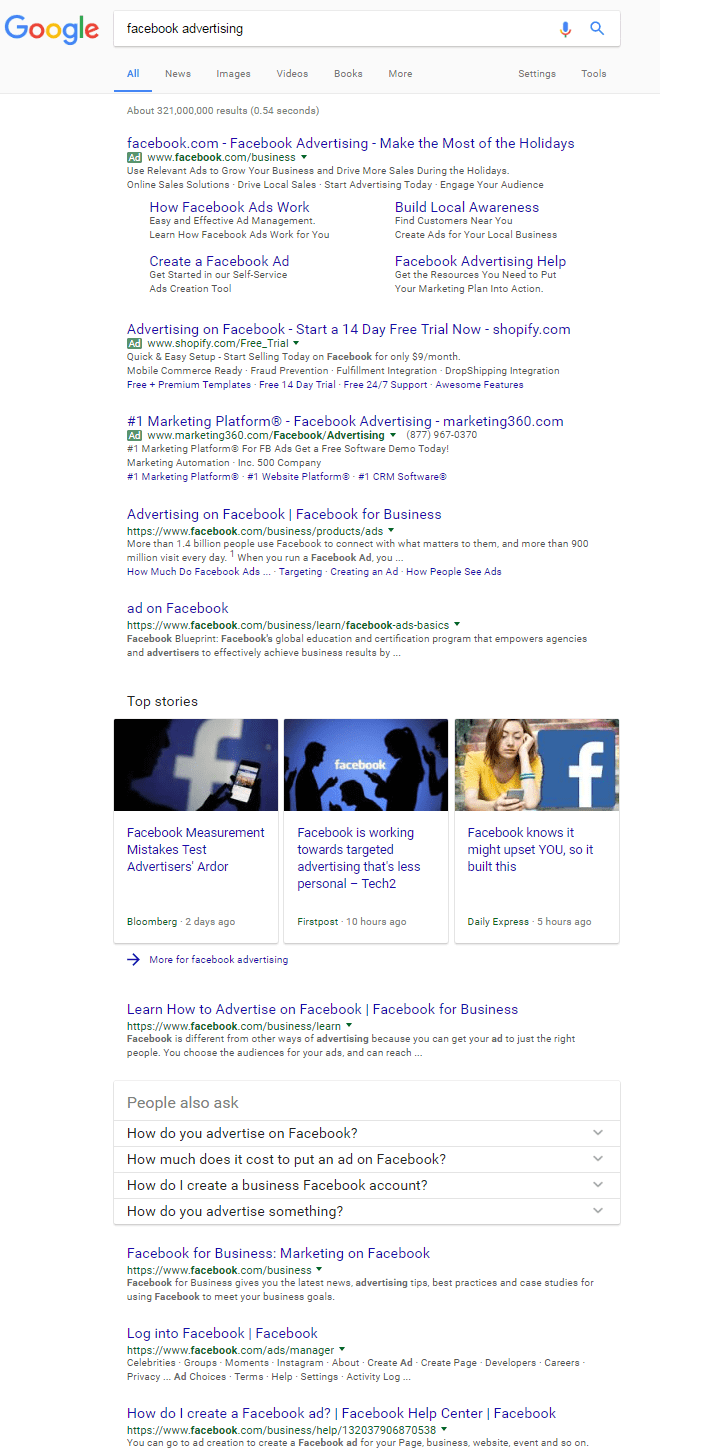 Google
facebook advertising
All News Images Videos Books More Settings Tools
About 321,000,000 results (0.54 seconds)
facebook.com - Facebook Advertising - Make the Most of the Holidays
Ad www.facebook.com/business
Use Relevant Ads to Grow Your Business and Drive More Sales During the Holidays.
Online Sales Solutions · Drive Local Sales · Start Advertising Today · Engage Your Audience
How Facebook Ads Work
Easy and Effective Ad Management.
Learn How Facebook Ads Work for You
Build Local Awareness
Find Customers Near You
Create Ads for Your Local Business
Create a Facebook Ad
Get Started in our Self-Service
Ads Creation Tool
Facebook Advertising Help
Get the Resources You Need to Put
Your Marketing Plan Into Action.
Advertising on Facebook - Start a 14 Day Free Trial Now - shopify.com
Ad www.shopify.com/Free_Trial
Quick & Easy Setup - Start Selling Today on Facebook for only $9/month.
Mobile Commerce Ready · Fraud Prevention · Fulfillment Integration · DropShipping Integration
Free + Premium Templates · Free 14 Day Trial · Free 24/7 Support · Awesome Features
#1 Marketing Platform® - Facebook Advertising - marketing360.com
Ad www.marketing360.com/Facebook/Advertising (877) 967-0370
#1 Marketing Platform® For FB Ads Get a Free Software Demo Today!
Marketing Automation · Inc. 500 Company
#1 Marketing Platform® · #1 Website Platform® · #1 CRM Software®
Advertising on Facebook | Facebook for Business
https://www.facebook.com/business/products/ads
More than 1.4 billion people use Facebook to connect with what matters to them, and more than 900
million visit every day. 1 When you run a Facebook Ad, you ...
How Much Do Facebook Ads ... · Targeting · Creating an Ad · How People See Ads
ad on Facebook
https://www.facebook.com/business/learn/facebook-ads-basics
Facebook Blueprint: Facebook's global education and certification program that empowers agencies
and advertisers to effectively achieve business results by ...
Top stories
facebook
Facebook Measurement
Mistakes Test
Advertisers' Ardor
Bloomberg · 2 days ago
Facebook is working
towards targeted
advertising that's less
personal – Tech2
Firstpost · 10 hours ago
Facebook knows it
might upset YOU, so it
built this
Daily Express · 5 hours ago
More for facebook advertising
Learn How to Advertise on Facebook | Facebook for Business
https://www.facebook.com/business/learn
Facebook is different from other ways of advertising because you can get your ad to just the right
people. You choose the audiences for your ads, and can reach ...
People also ask
How do you advertise on Facebook?
How much does it cost to put an ad on Facebook?
How do I create a business Facebook account?
How do you advertise something?
Facebook for Business: Marketing on Facebook
https://www.facebook.com/business
Facebook for Business gives you the latest news, advertising tips, best practices and case studies for
using Facebook to meet your business goals.
Log into Facebook | Facebook
https://www.facebook.com/ads/manager
Celebrities · Groups · Moments · Instagram · About · Create Ad · Create Page · Developers · Careers ·
Privacy ... Ad Choices · Terms · Help · Settings · Activity Log ...
How do I create a Facebook ad? | Facebook Help Center | Facebook
https://www.facebook.com/business/help/132037906870538
You can go to ad creation to create a Facebook ad for your Page, business, website, event and so on.